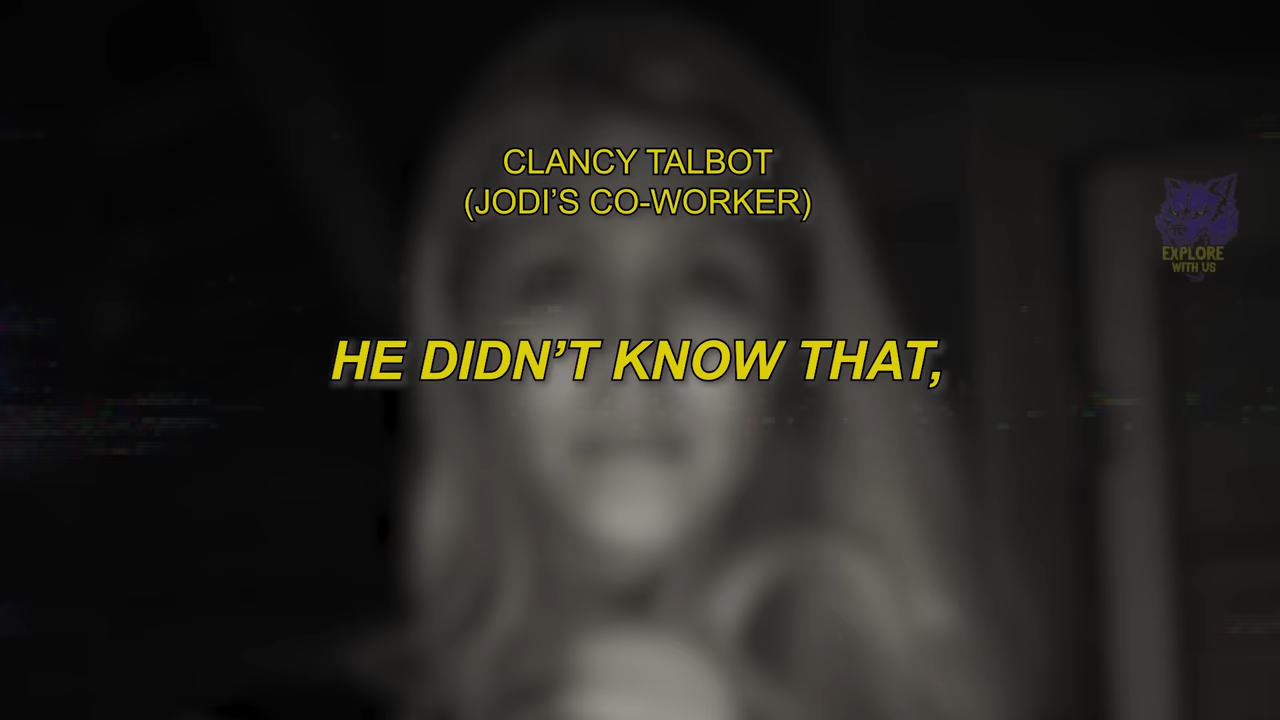 CLANCY TALBOT
(JODI’S CO-WORKER)
HE DIDN’T KNOW THAT,
EXPLORE
WITH US